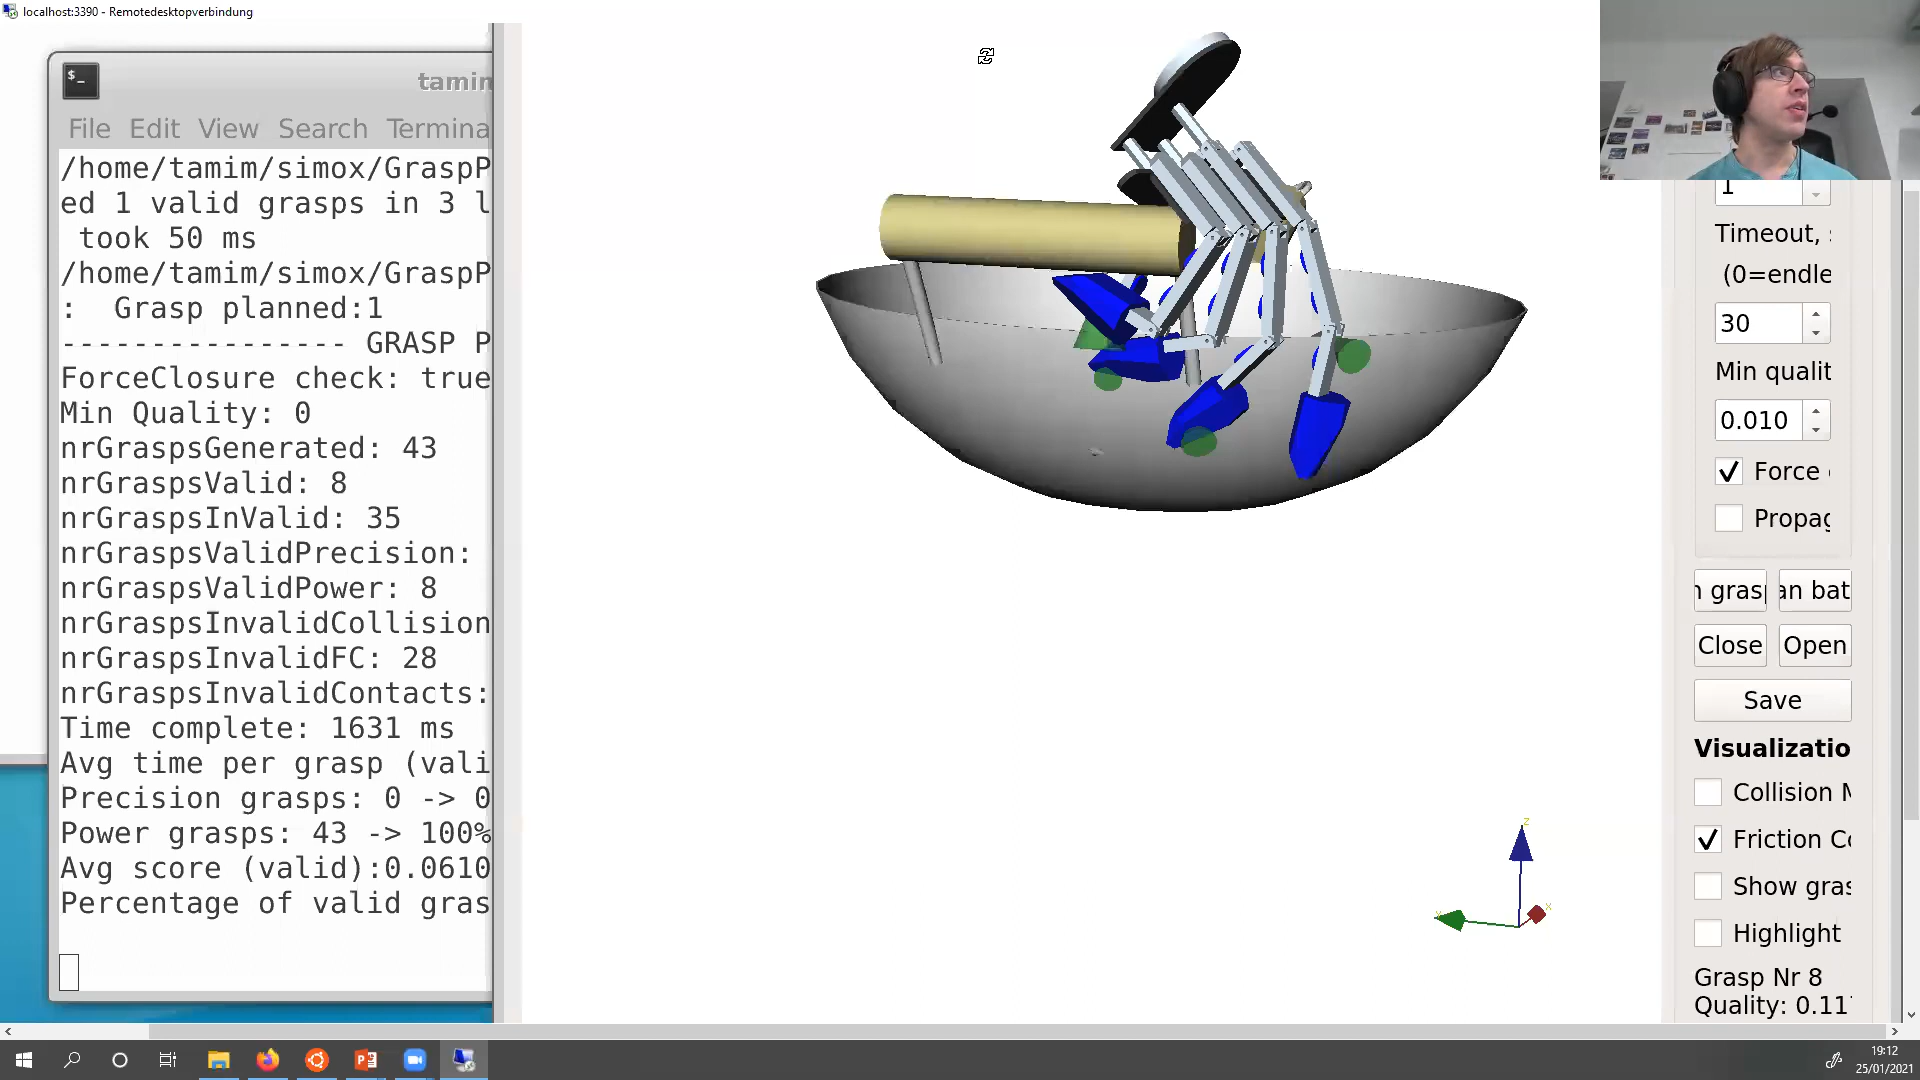 localhost:3390 - Remotedesktopverbindung
tamim
File Edit View Search Termina
/home/tamim/simox/GraspP
ed 1 valid grasps in 3 l
took 50 ms
/home/tamim/simox/GraspP
: Grasp planned:1
---------------- GRASP P
ForceClosure check: true
Min Quality: 0
nrGraspsGenerated: 43
nrGraspsValid: 8
nrGraspsInValid: 35
nrGraspsValidPrecision:
nrGraspsValidPower: 8
nrGraspsInvalidCollision
nrGraspsInvalidFC: 28
nrGraspsInvalidContacts:
Time complete: 1631 ms
Avg time per grasp (vali
Precision grasps: 0 -> 0
Power grasps: 43 -> 100%
Avg score (valid):0.0610
Percentage of valid gras
z
x
1
Timeout, s
(0=endle
30
Min qualit
0.010
Force
Propag
n grasp
an bat
Close
Open
Save
Visualizatio
Collision M
Friction Co
Show gras
Highlight
Grasp Nr 8
Quality: 0.117
19:12
25/01/2021